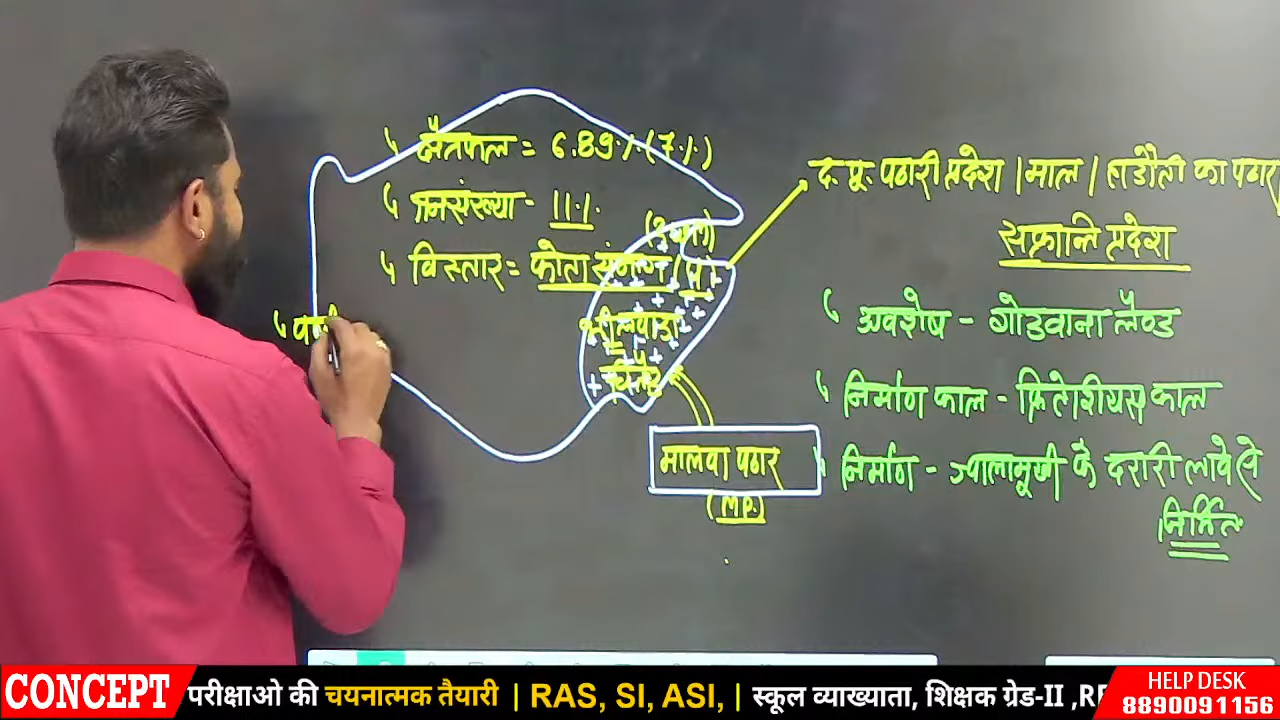 ↳ क्षेत्रफल = 6.89% (7%)
↳ जनसंख्या - 11%
↳ विस्तार = कोटा संभाग
भीलवाड़ा
चित्तौड़
द. पू. पठारी प्रदेश | माल | हाडौती का पठार
सक्रान्ति प्रदेश
↳ अवशेष - गोडवाना लैण्ड
↳ निर्माण काल - क्रिटेशियस काल
↳ निर्माण - ज्वालामुखी के दरारी लावे से
निर्मित
मालवा पठार
(M.P.)
CONCEPT परीक्षाओ की चयनात्मक तैयारी | RAS, SI, ASI, | स्कूल व्याख्याता, शिक्षक ग्रेड-II ,RE
HELP DESK
8890091156